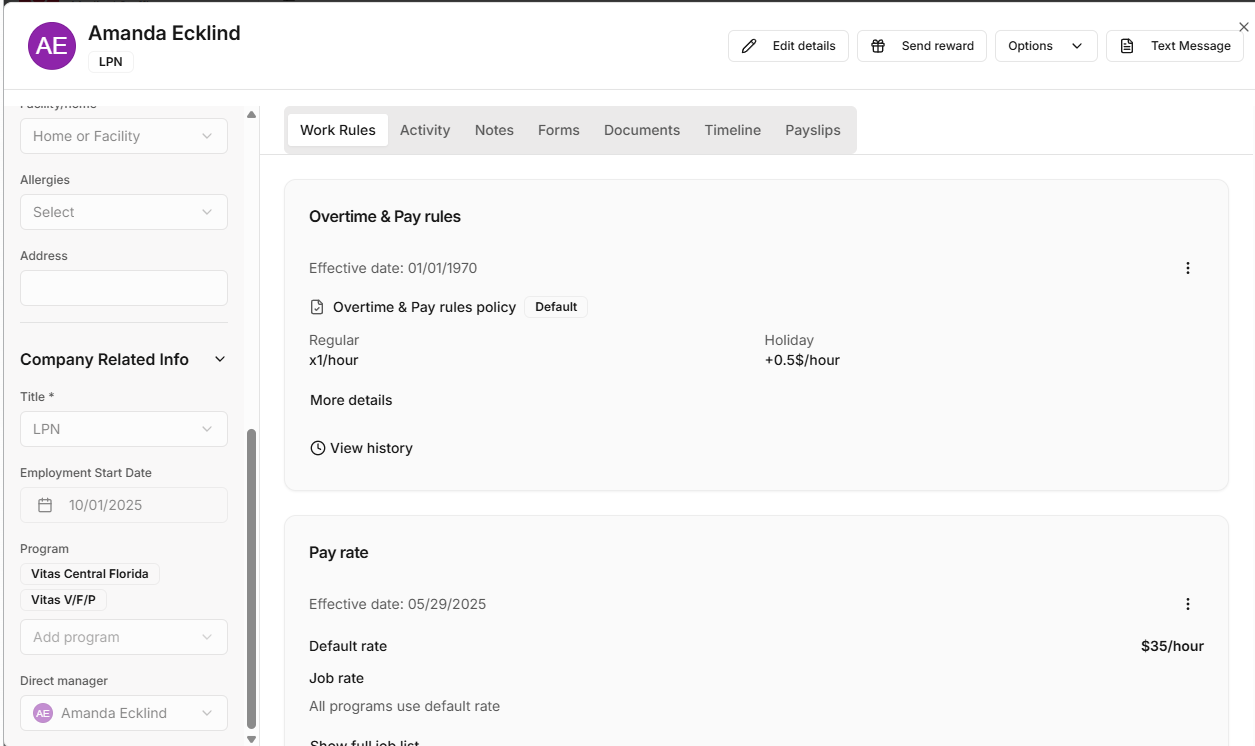 AE
Amanda Ecklind
LPN
Edit details
Send reward
Options
Text Message
Facility/home
Home or Facility
Allergies
Select
Address
Company Related Info
Title *
LPN
Employment Start Date
10/01/2025
Program
Vitas Central Florida
Vitas V/F/P
Add program
Direct manager
AE Amanda Ecklind
Work Rules Activity Notes Forms Documents Timeline Payslips
Overtime & Pay rules
Effective date: 01/01/1970
Overtime & Pay rules policy Default
Regular Holiday
x1/hour +0.5$/hour
More details
View history
Pay rate
Effective date: 05/29/2025
Default rate $35/hour
Job rate
All programs use default rate
Show full job list